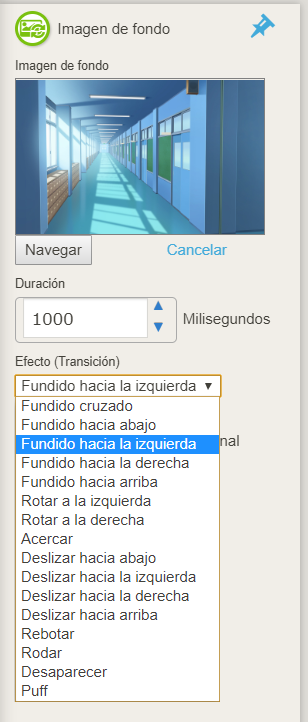 Imagen de fondo
Imagen de fondo
Navegar Cancelar
Duración
1000 Milisegundos
Efecto (Transición)
Fundido hacia la izquierda
Fundido cruzado
Fundido hacia abajo
Fundido hacia la izquierda nal
Fundido hacia la derecha
Fundido hacia arriba
Rotar a la izquierda
Rotar a la derecha
Acercar
Deslizar hacia abajo
Deslizar hacia la izquierda
Deslizar hacia la derecha
Deslizar hacia arriba
Rebotar
Rodar
Desaparecer
Puff